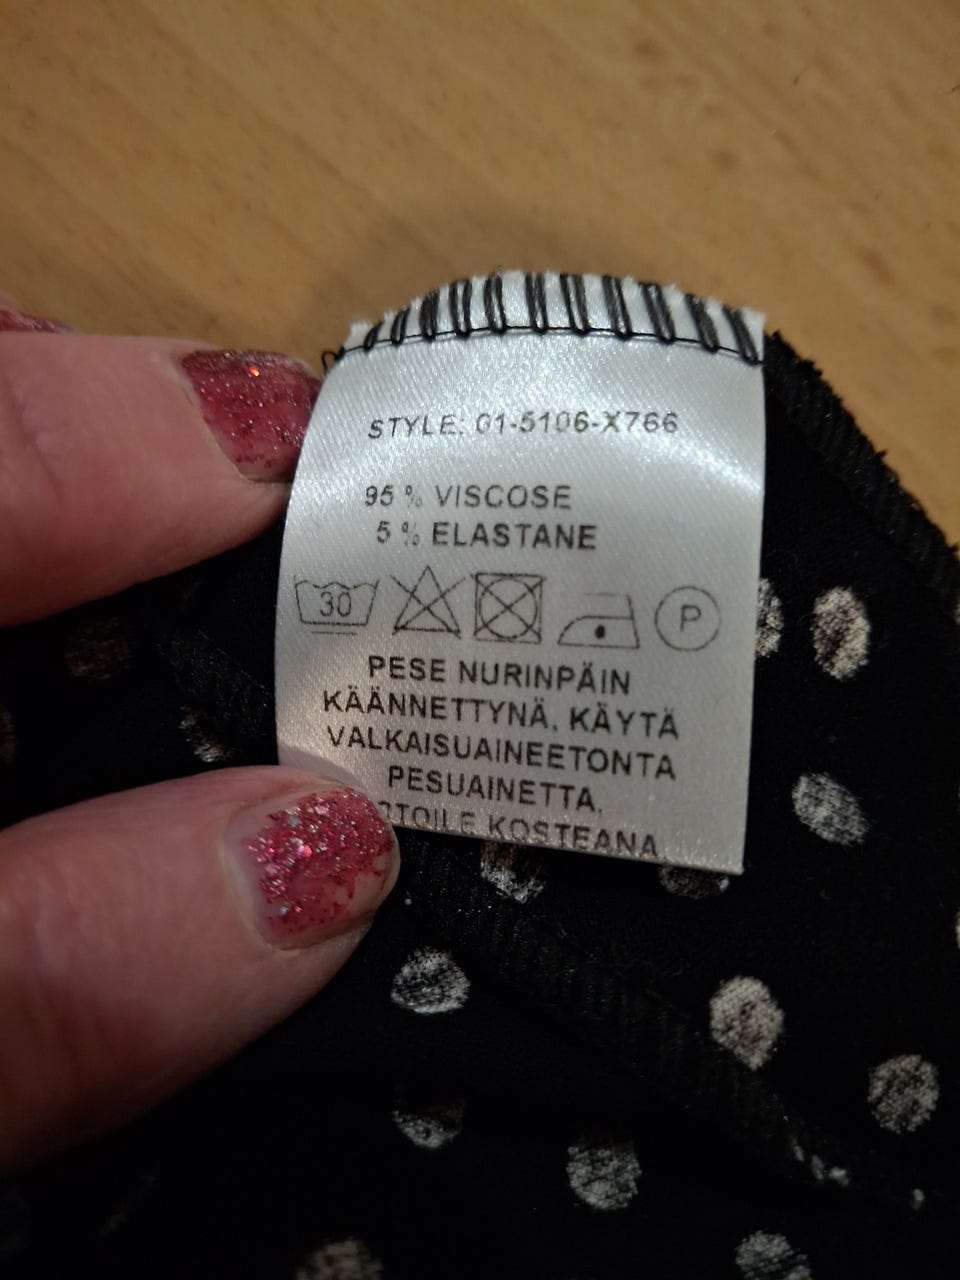 STYLE: 01-5106-X766
95 % VISCOSE
5 % ELASTANE
30 P
PESE NURINPÄIN
KÄÄNNETTYNÄ, KÄYTÄ
VALKAISUAINEETONTA
PESUAINETTA,
KOSTEANA